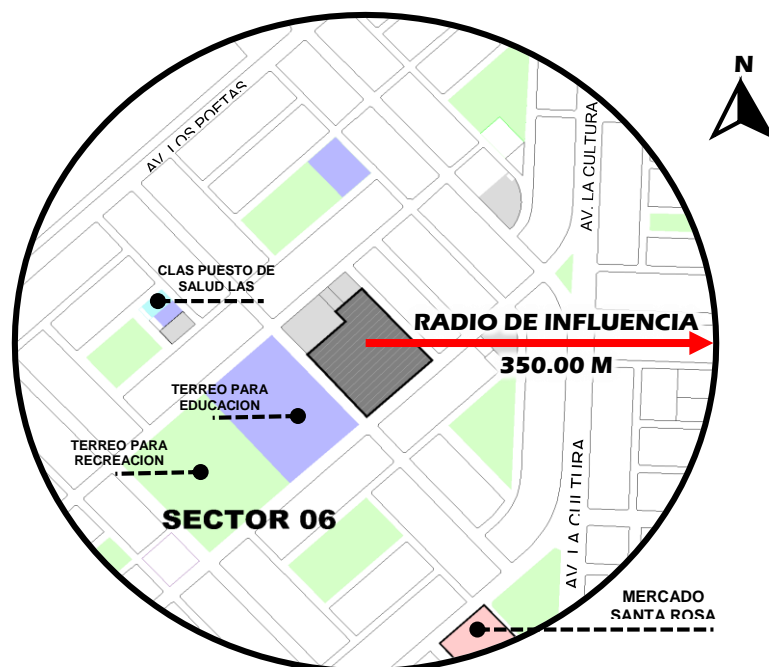 N
AV. LOS POETAS
AV. LA CULTURA
CLAS PUESTO DE
SALUD LAS
RADIO DE INFLUENCIA
350.00 M
TERREO PARA
EDUCACION
TERREO PARA
RECREACION
SECTOR 06
AV. LA CULTURA
MERCADO
SANTA ROSA